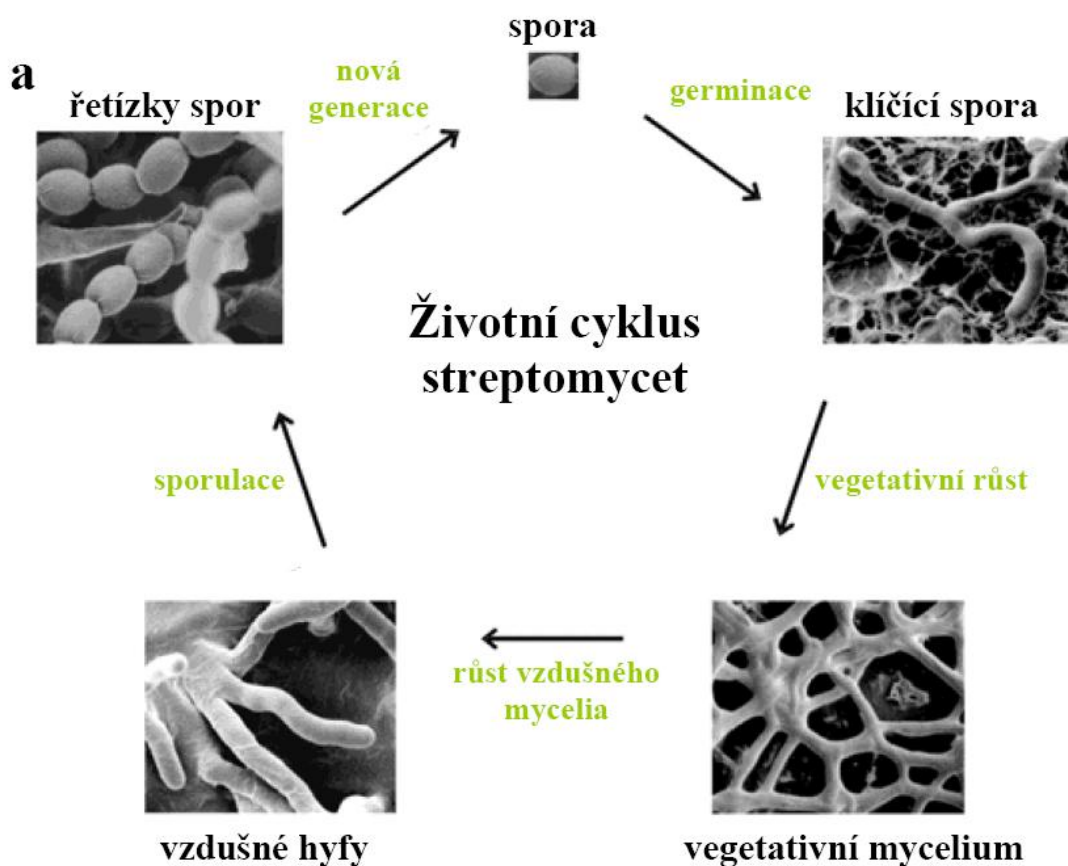 a
spora
nová
generace
germinace
řetízky spor
klíčící spora
Životní cyklus
streptomycet
sporulace
vegetativní růst
růst vzdušného
mycelia
vzdušné hyfy
vegetativní mycelium